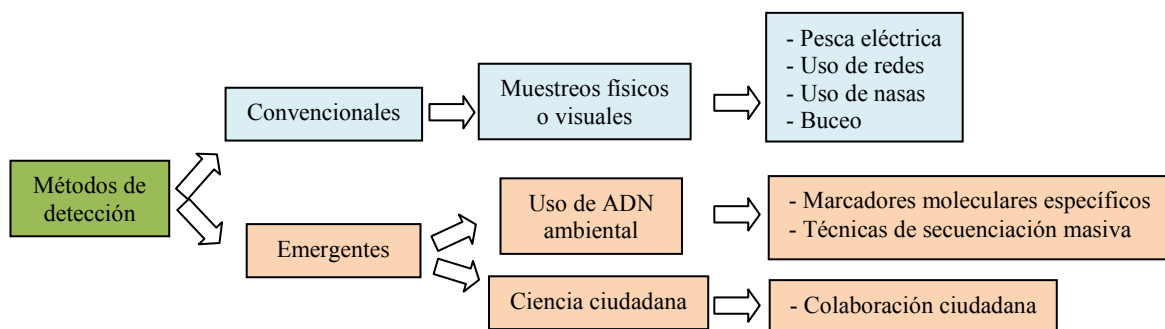 Métodos de
detección
Convencionales
Muestreos físicos
o visuales
- Pesca eléctrica
- Uso de redes
- Uso de nasas
- Buceo
Emergentes
Uso de ADN
ambiental
- Marcadores moleculares específicos
- Técnicas de secuenciación masiva
Ciencia ciudadana
- Colaboración ciudadana